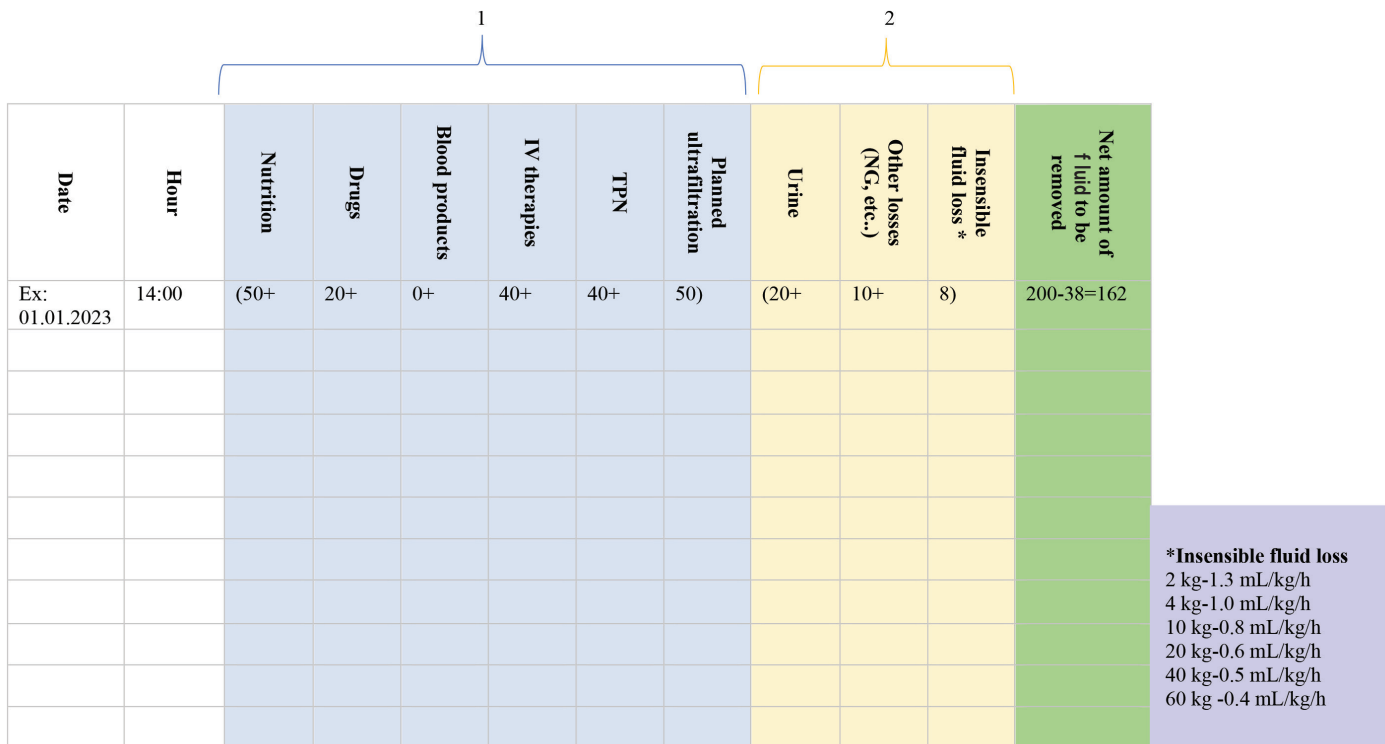 1
2
Date
Hour
Nutrition
Drugs
Blood products
IV therapies
TPN
Planned
ultrafiltration
Urine
Other losses
(NG, etc..)
Insensible
fluid loss *
Net amount of
fluid to be
removed
Ex:
01.01.2023
14:00
(50+
20+
0+
40+
40+
50)
(20+
10+
8)
200-38=162
*Insensible fluid loss
2 kg-1.3 mL/kg/h
4 kg-1.0 mL/kg/h
10 kg-0.8 mL/kg/h
20 kg-0.6 mL/kg/h
40 kg-0.5 mL/kg/h
60 kg -0.4 mL/kg/h